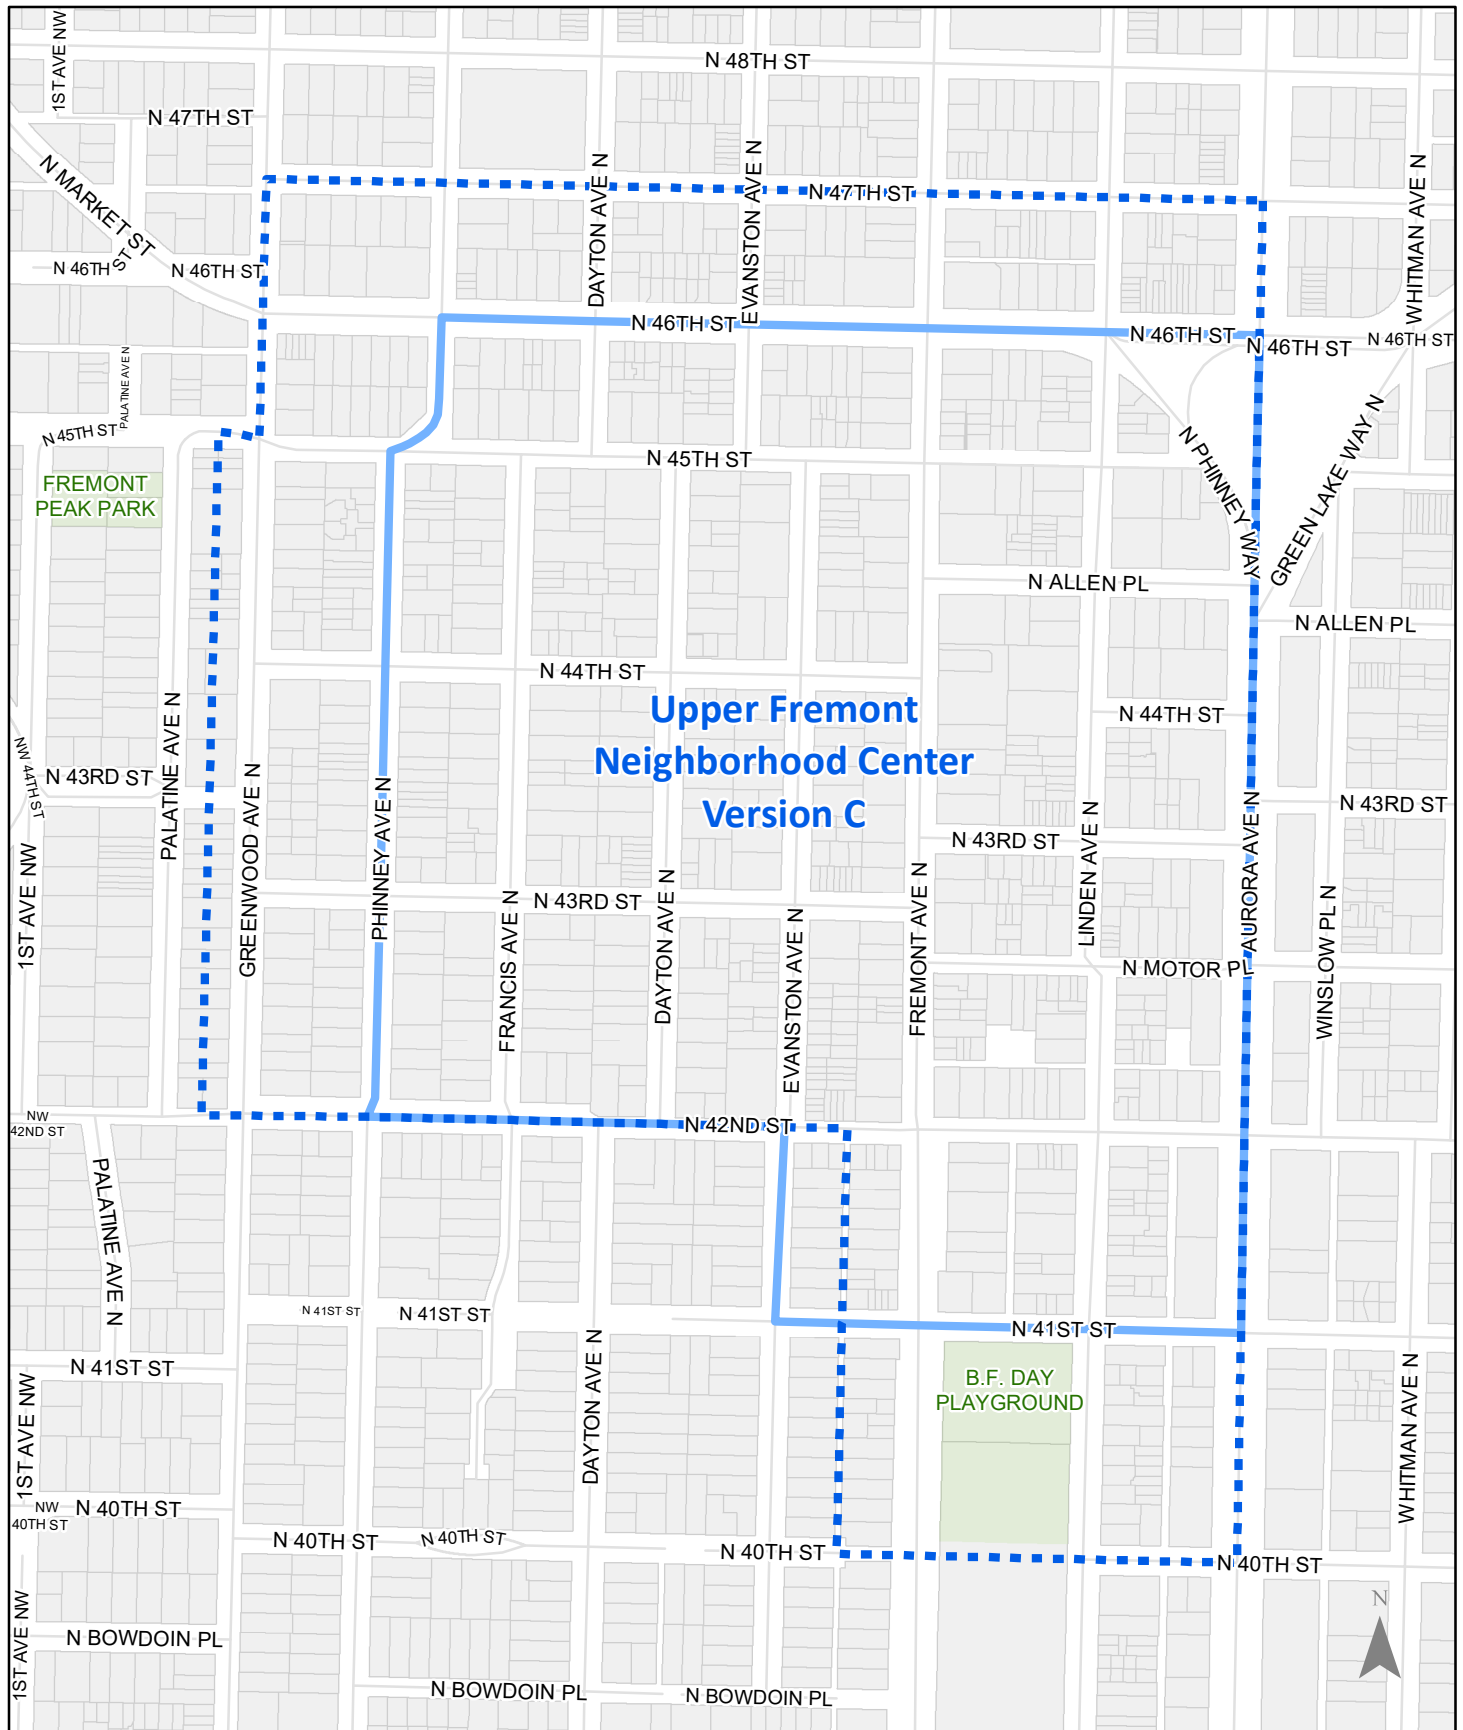 1ST AVE NW
N 48TH ST
N 47TH ST
N MARKET ST
DAYTON AVE N
EVANSTON AVE N
N 47TH ST
WHITMAN AVE N
N 46TH
ST
N 46TH ST
N 46TH ST
N 46TH ST
N 46TH ST
N 46TH ST
PALATINE AVE N
N 45TH ST
N 45TH ST
N PHINNEY WAY
GREEN LAKE WAY N
FREMONT
PEAK PARK
N ALLEN PL
N ALLEN PL
N 44TH ST
Upper Fremont
Neighborhood Center
Version C
N 44TH ST
PALATINE AVE N
NW 44TH ST
N 43RD ST
GREENWOOD AVE N
PHINNEY AVE N
N 43RD ST
N 43RD ST
LINDEN AVE N
AURORA AVE N
1ST AVE NW
N 43RD ST
FRANCIS AVE N
DAYTON AVE N
EVANSTON AVE N
FREMONT AVE N
N MOTOR PL
WINSLOW PL N
NW
42ND ST
N 42ND ST
PALATINE AVE N
N 41ST ST
N 41ST ST
N 41ST ST
N 41ST ST
DAYTON AVE N
B.F. DAY
PLAYGROUND
WHITMAN AVE N
1ST AVE NW
NW
40TH ST
N 40TH ST
N 40TH ST
N 40TH ST
N 40TH ST
N 40TH ST
N
1ST AVE NW
N BOWDOIN PL
N BOWDOIN PL
N BOWDOIN PL